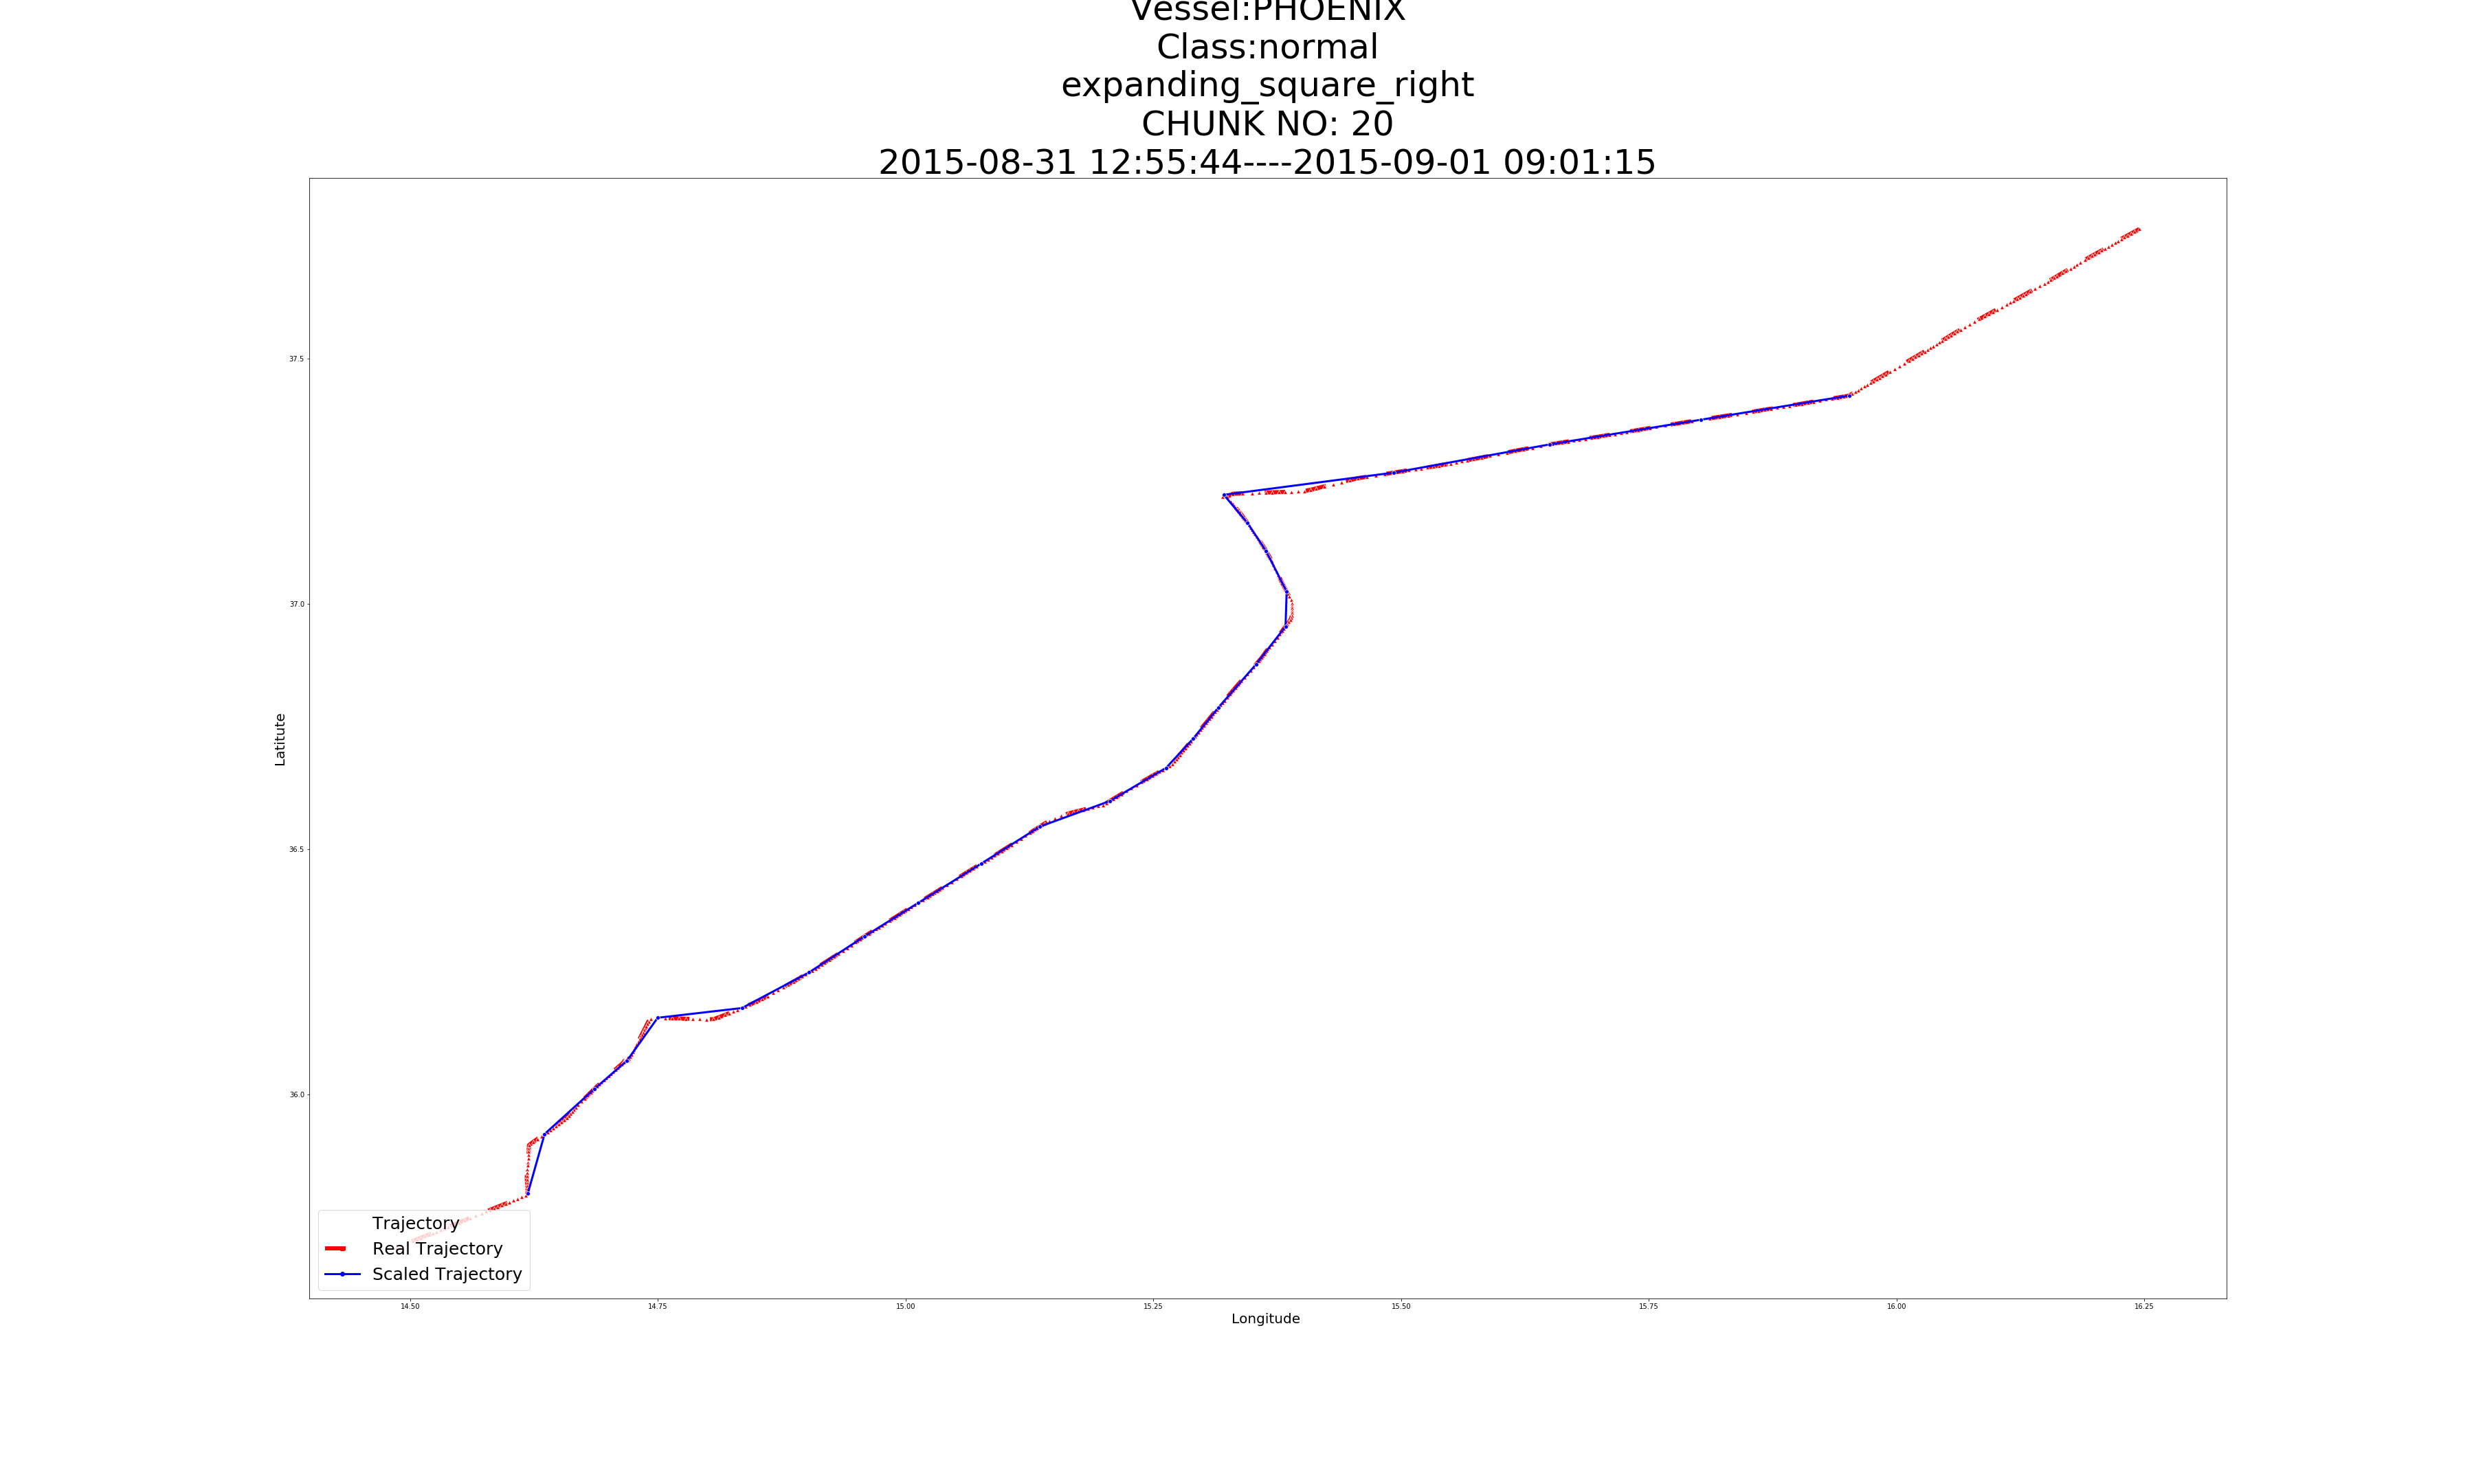 Vessel:PHOENIX
Class:normal
expanding_square_right
CHUNK NO: 20
2015-08-31 12:55:44----2015-09-01 09:01:15
37.5
37.0
36.5
36.0
Latitute
Trajectory
Real Trajectory
Scaled Trajectory
14.50
14.75
15.00
15.25
15.50
15.75
16.00
16.25
Longitude